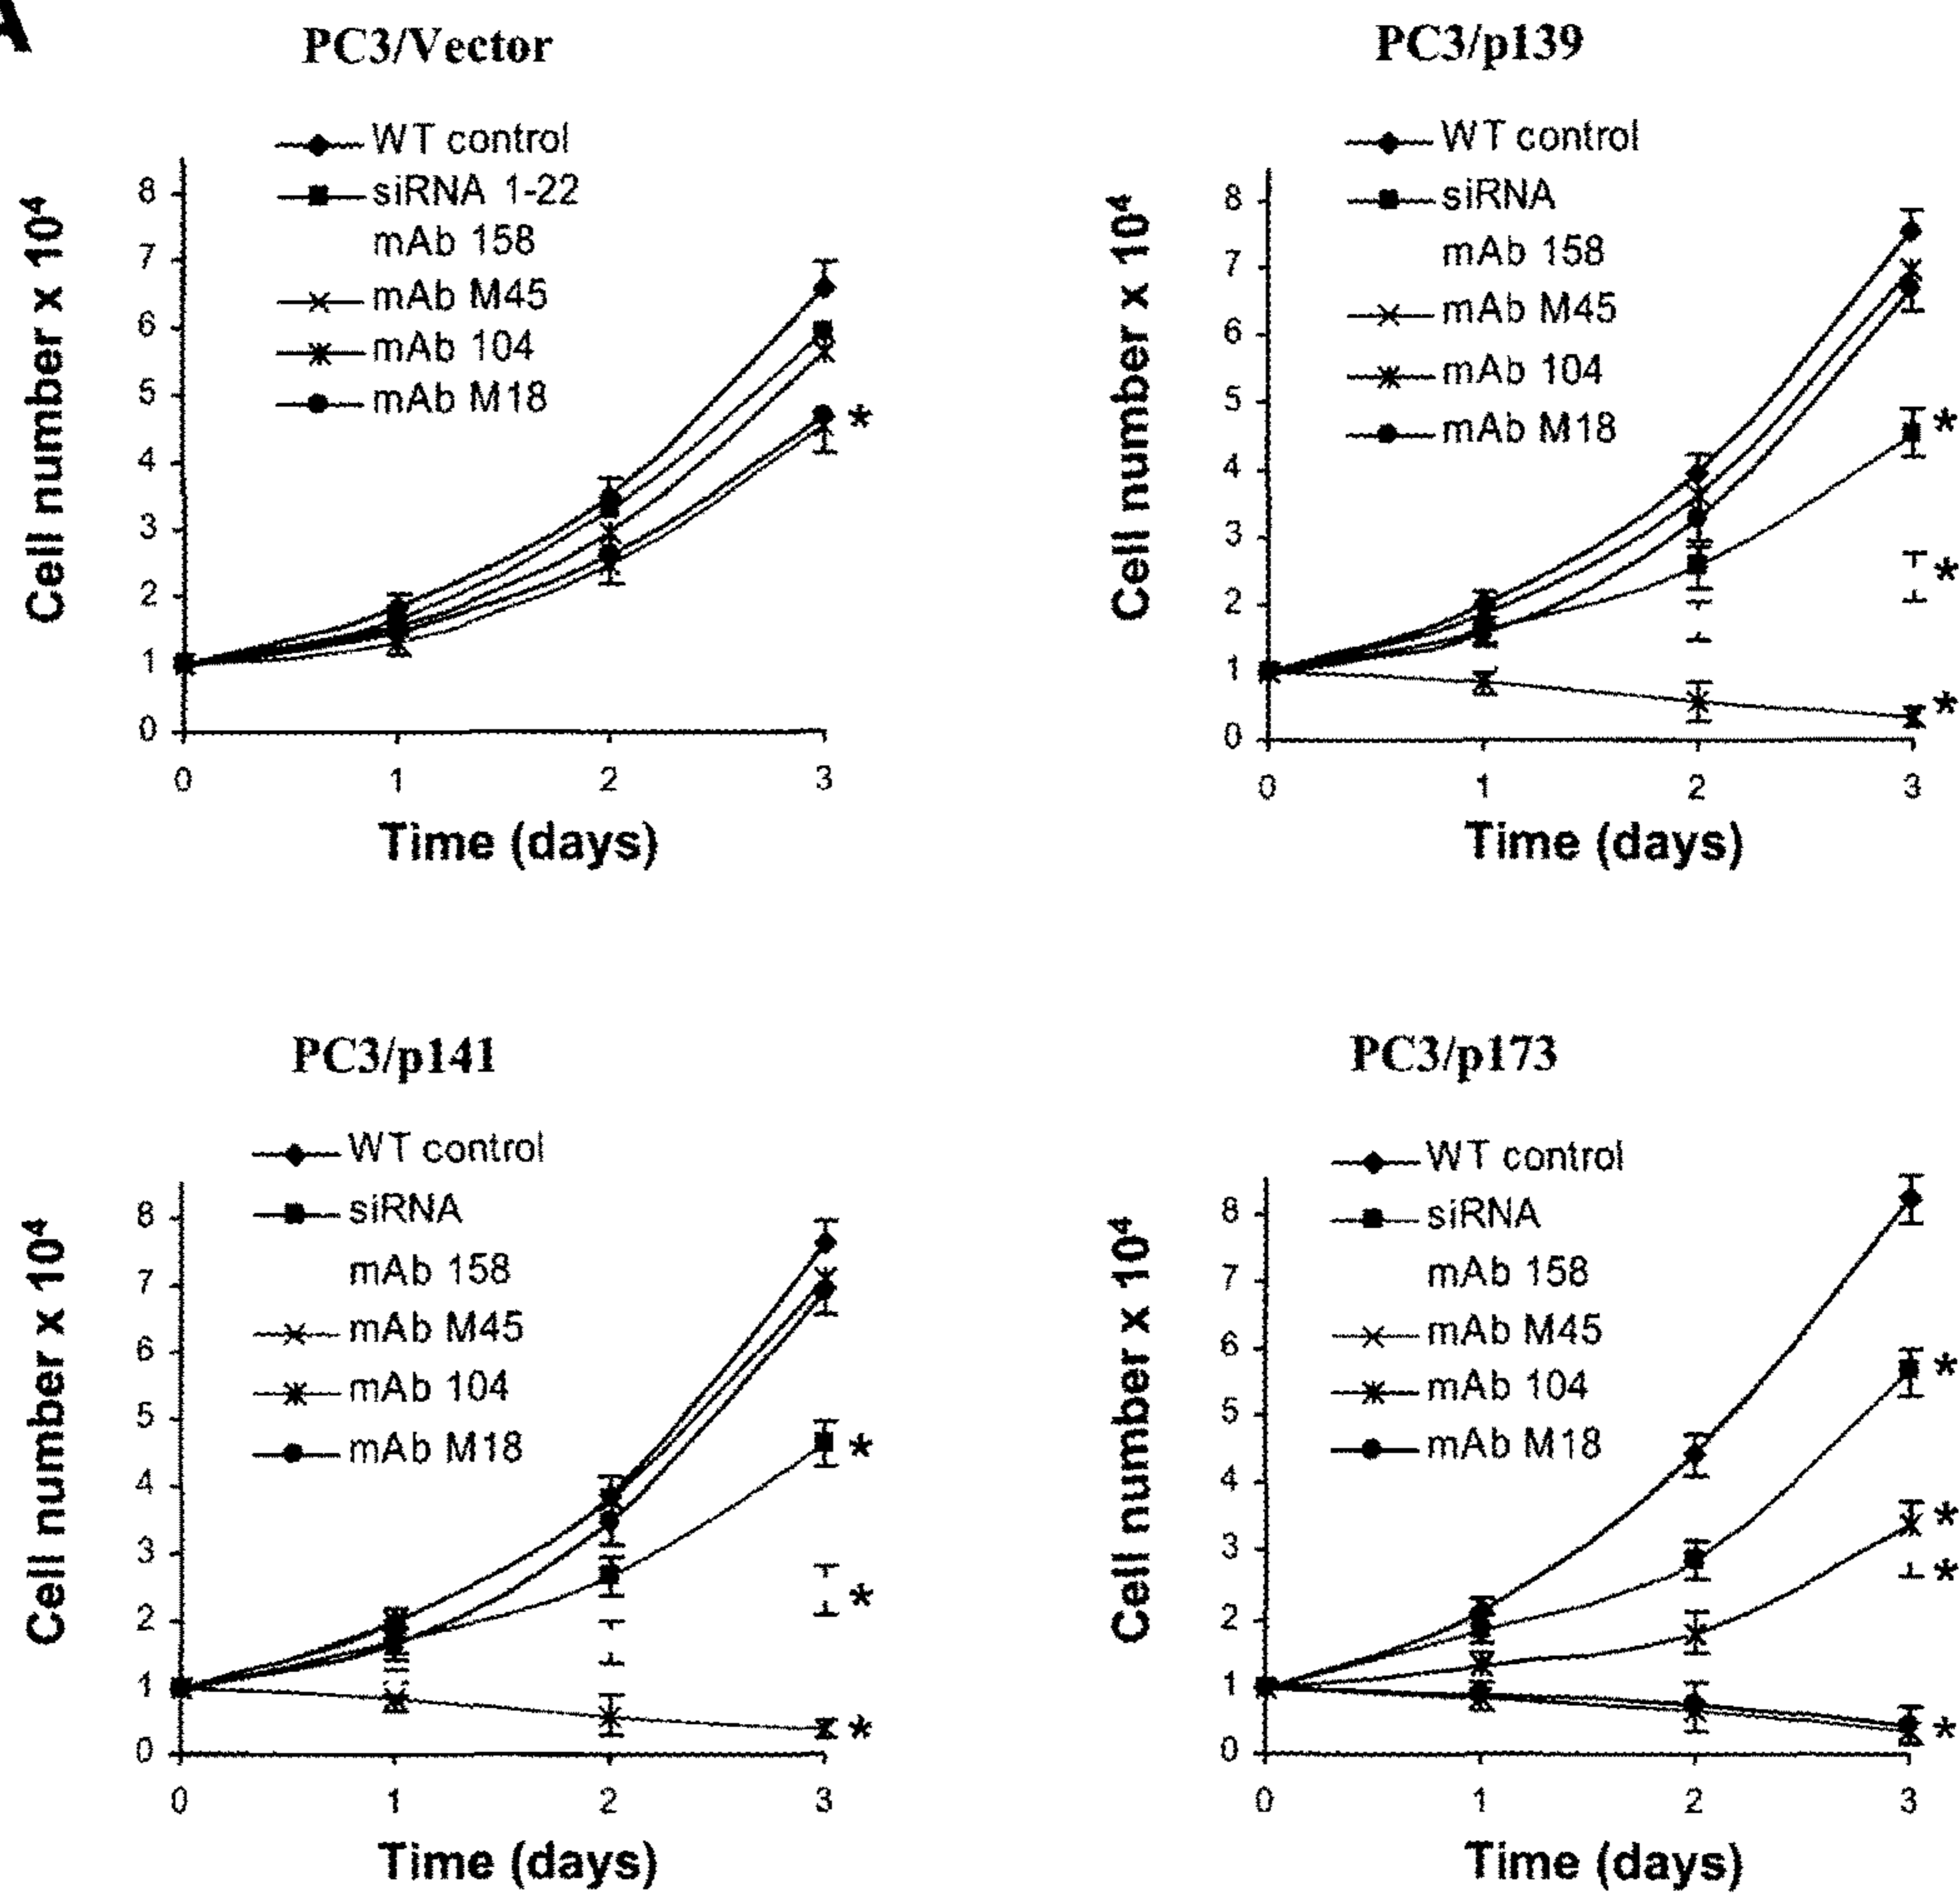 A
PC3/Vector
WT control
siRNA 1-22
mAb 158
mAb M45
mAb 104
mAb M18
Cell number x 10⁴
8
7
6
5
4
3
2
1
0
*
0 1 2 3
Time (days)
PC3/p139
WT control
siRNA
mAb 158
mAb M45
mAb 104
mAb M18
Cell number x 10⁴
8
7
6
5
4
3
2
1
0
*
*
*
0 1 2 3
Time (days)
PC3/p141
WT control
siRNA
mAb 158
mAb M45
mAb 104
mAb M18
Cell number x 10⁴
8
7
6
5
4
3
2
1
0
*
*
*
0 1 2 3
Time (days)
PC3/p173
WT control
siRNA
mAb 158
mAb M45
mAb 104
mAb M18
Cell number x 10⁴
8
7
6
5
4
3
2
1
0
*
*
*
*
0 1 2 3
Time (days)